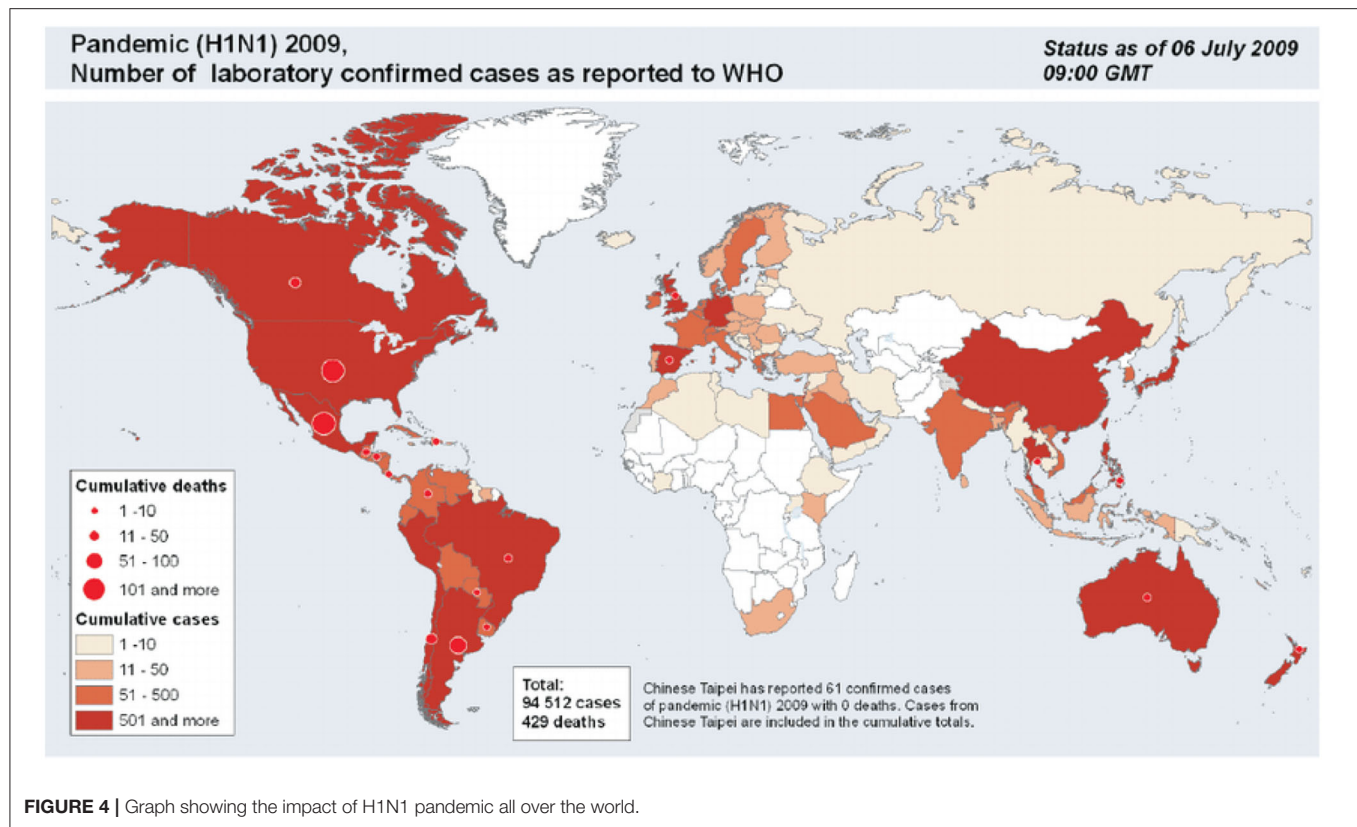 Pandemic (H1N1) 2009,
Number of laboratory confirmed cases as reported to WHO
Status as of 06 July 2009
09:00 GMT
Cumulative deaths
1 -10
11 - 50
51 - 100
101 and more
Cumulative cases
1 -10
11 - 50
51 - 500
501 and more
Total:
94 512 cases
429 deaths
Chinese Taipei has reported 61 confirmed cases
of pandemic (H1N1) 2009 with 0 deaths. Cases from
Chinese Taipei are included in the cumulative totals.
FIGURE 4 | Graph showing the impact of H1N1 pandemic all over the world.